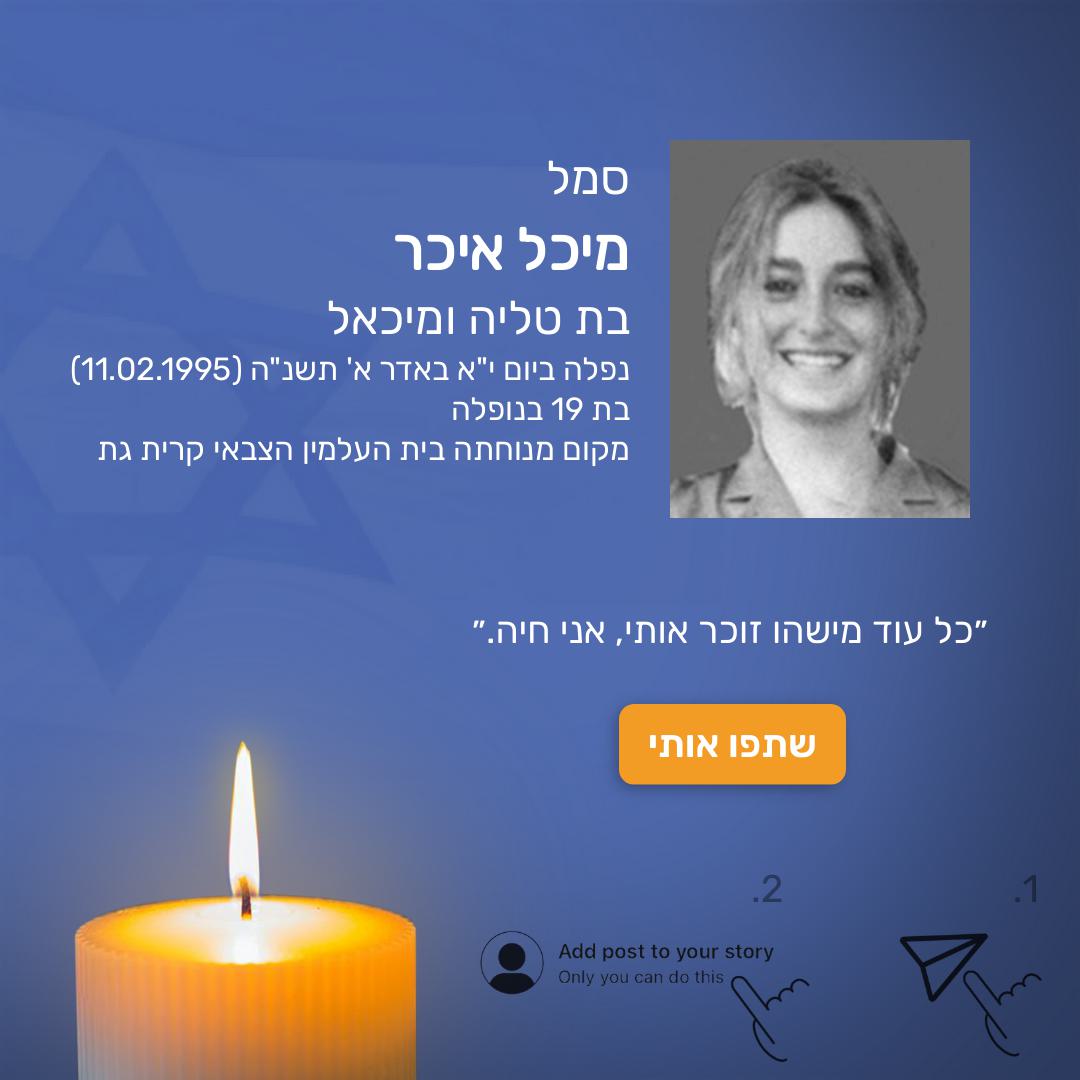 סמל
מיכל איכר
בת טליה ומיכאל
נפלה ביום י"א באדר א' תשנ"ה (11.02.1995)
בת 19 בנופלה
מקום מנוחתה בית העלמין הצבאי קרית גת
״כל עוד מישהו זוכר אותי, אני חיה.״
שתפו אותי
1.
2.
Add post to your story
Only you can do this